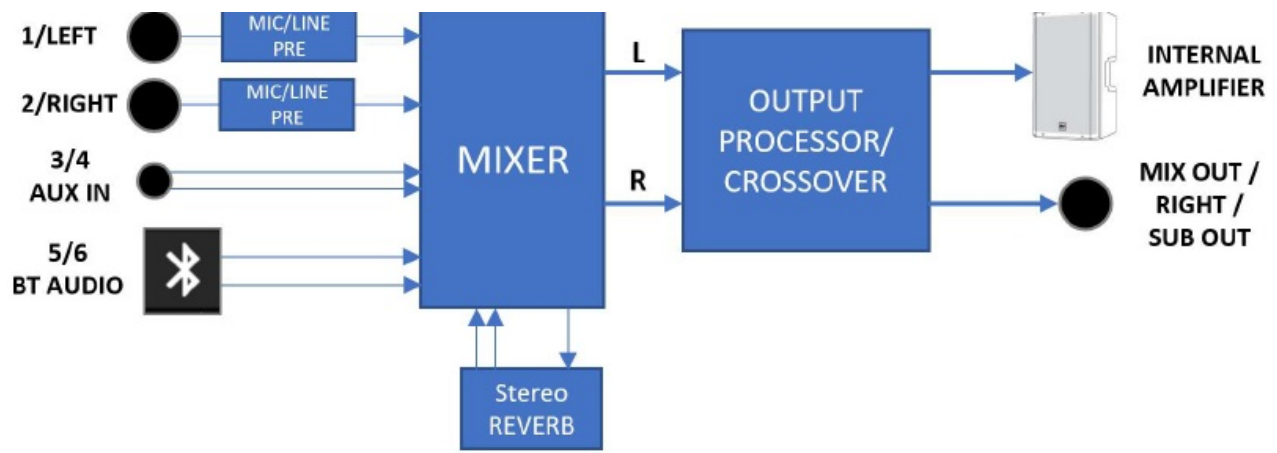 1/LEFT
MIC/LINE
PRE
2/RIGHT
MIC/LINE
PRE
3/4
AUX IN
5/6
BT AUDIO
MIXER
L
R
Stereo
REVERB
OUTPUT
PROCESSOR/
CROSSOVER
INTERNAL
AMPLIFIER
MIX OUT /
RIGHT /
SUB OUT